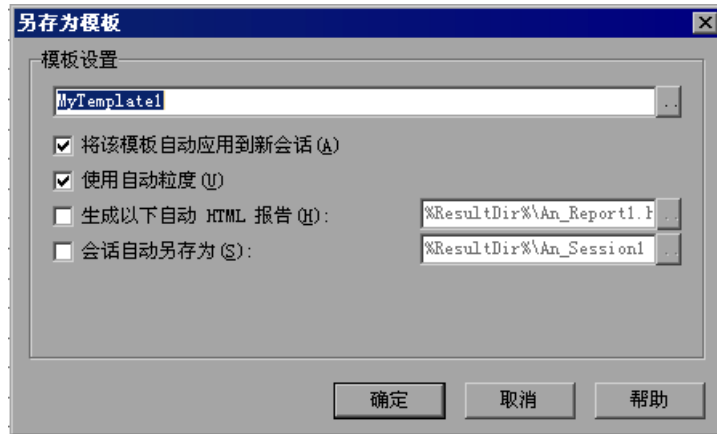 另存为模板
模板设置
MyTemplate1
..
将该模板自动应用到新会话(A)
使用自动粒度(U)
生成以下自动 HTML 报告(H):
%ResultDir%\An_Report1.h
..
会话自动另存为(S):
%ResultDir%\An_Session1
..
确定
取消
帮助